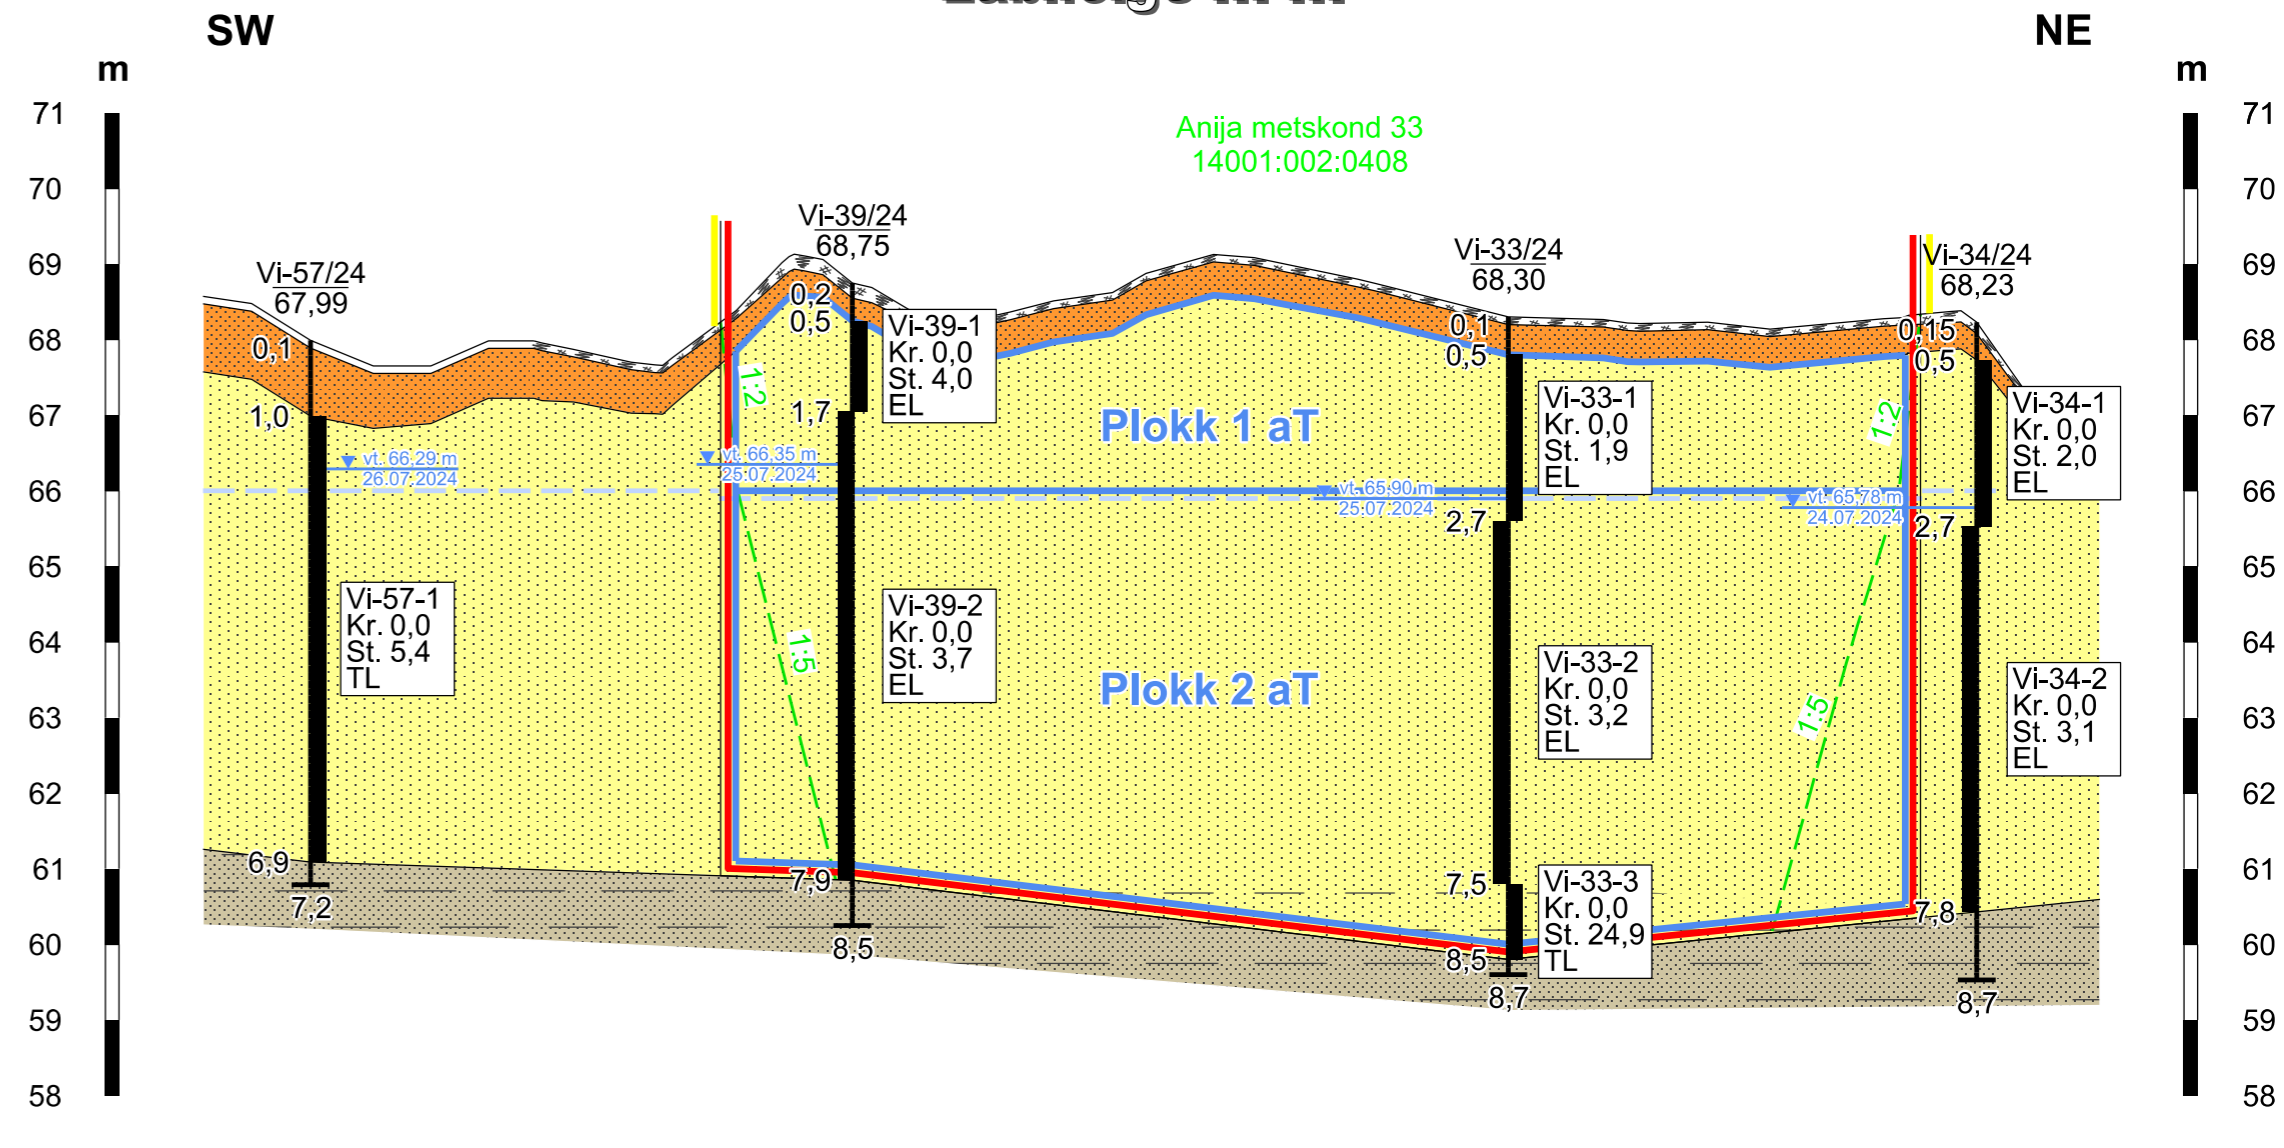 SW
NE
m
m
71
70
69
68
67
66
65
64
63
62
61
60
59
58
71
70
69
68
67
66
65
64
63
62
61
60
59
58
Anija metskond 33
14001:002:0408
Vi-57/24
67,99
0,1
1,0
6,9
7,2
vt. 66,29 m
26.07.2024
Vi-57-1
Kr. 0,0
St. 5,4
TL
Vi-39/24
68,75
0,2
0,5
1,7
7,9
8,5
vt. 66,35 m
25.07.2024
1:2
1:5
Vi-39-1
Kr. 0,0
St. 4,0
EL
Vi-39-2
Kr. 0,0
St. 3,7
EL
Plokk 1 aT
Plokk 2 aT
Vi-33/24
68,30
0,1
0,5
2,7
7,5
8,5
8,7
vt. 65,90 m
25.07.2024
Vi-33-1
Kr. 0,0
St. 1,9
EL
Vi-33-2
Kr. 0,0
St. 3,2
EL
Vi-33-3
Kr. 0,0
St. 24,9
TL
1:2
1:5
Vi-34/24
68,23
0,15
0,5
2,7
7,8
8,7
vt. 65,78 m
24.07.2024
Vi-34-1
Kr. 0,0
St. 2,0
EL
Vi-34-2
Kr. 0,0
St. 3,1
EL